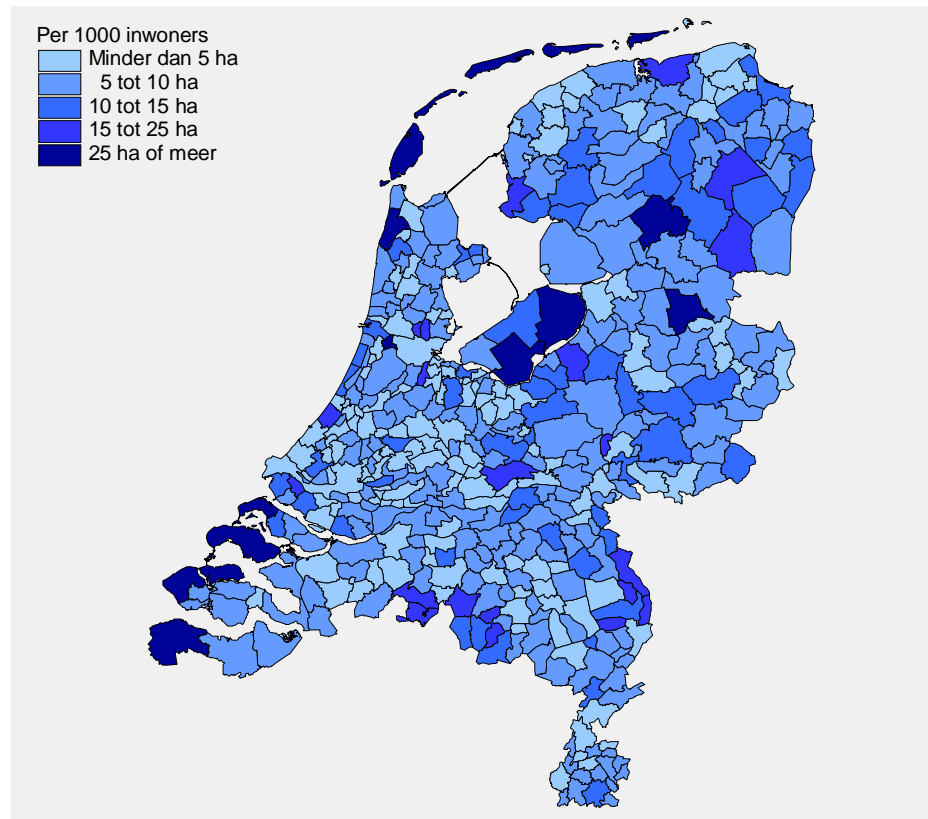 Per 1000 inwoners
Minder dan 5 ha
5 tot 10 ha
10 tot 15 ha
15 tot 25 ha
25 ha of meer